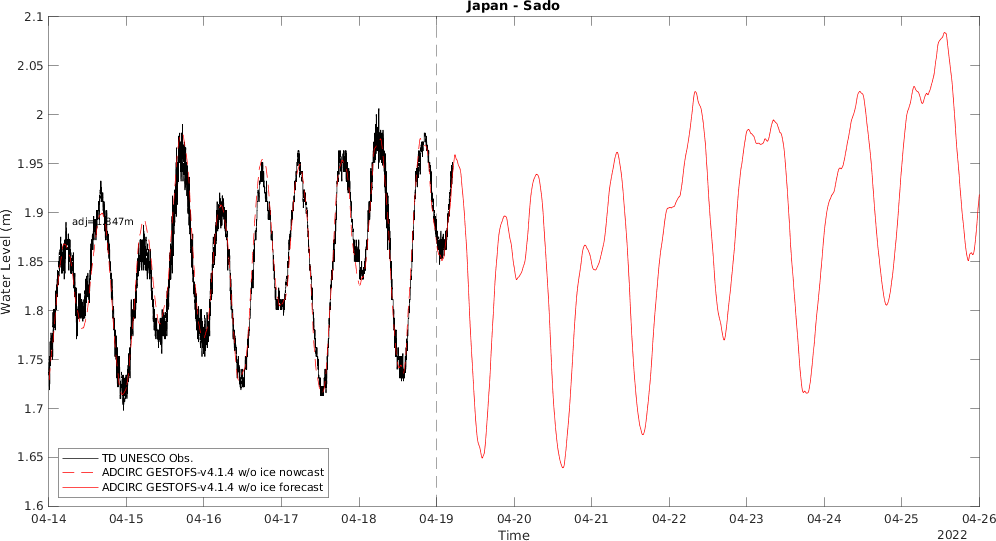 Japan - Sado
2.1
2.05
2
1.95
1.9
1.85
1.8
1.75
1.7
1.65
1.6
Water Level (m)
adj=1.847m
TD UNESCO Obs.
ADCIRC GESTOFS-v4.1.4 w/o ice nowcast
ADCIRC GESTOFS-v4.1.4 w/o ice forecast
04-14 04-15 04-16 04-17 04-18 04-19 04-20 04-21 04-22 04-23 04-24 04-25 04-26
Time
2022